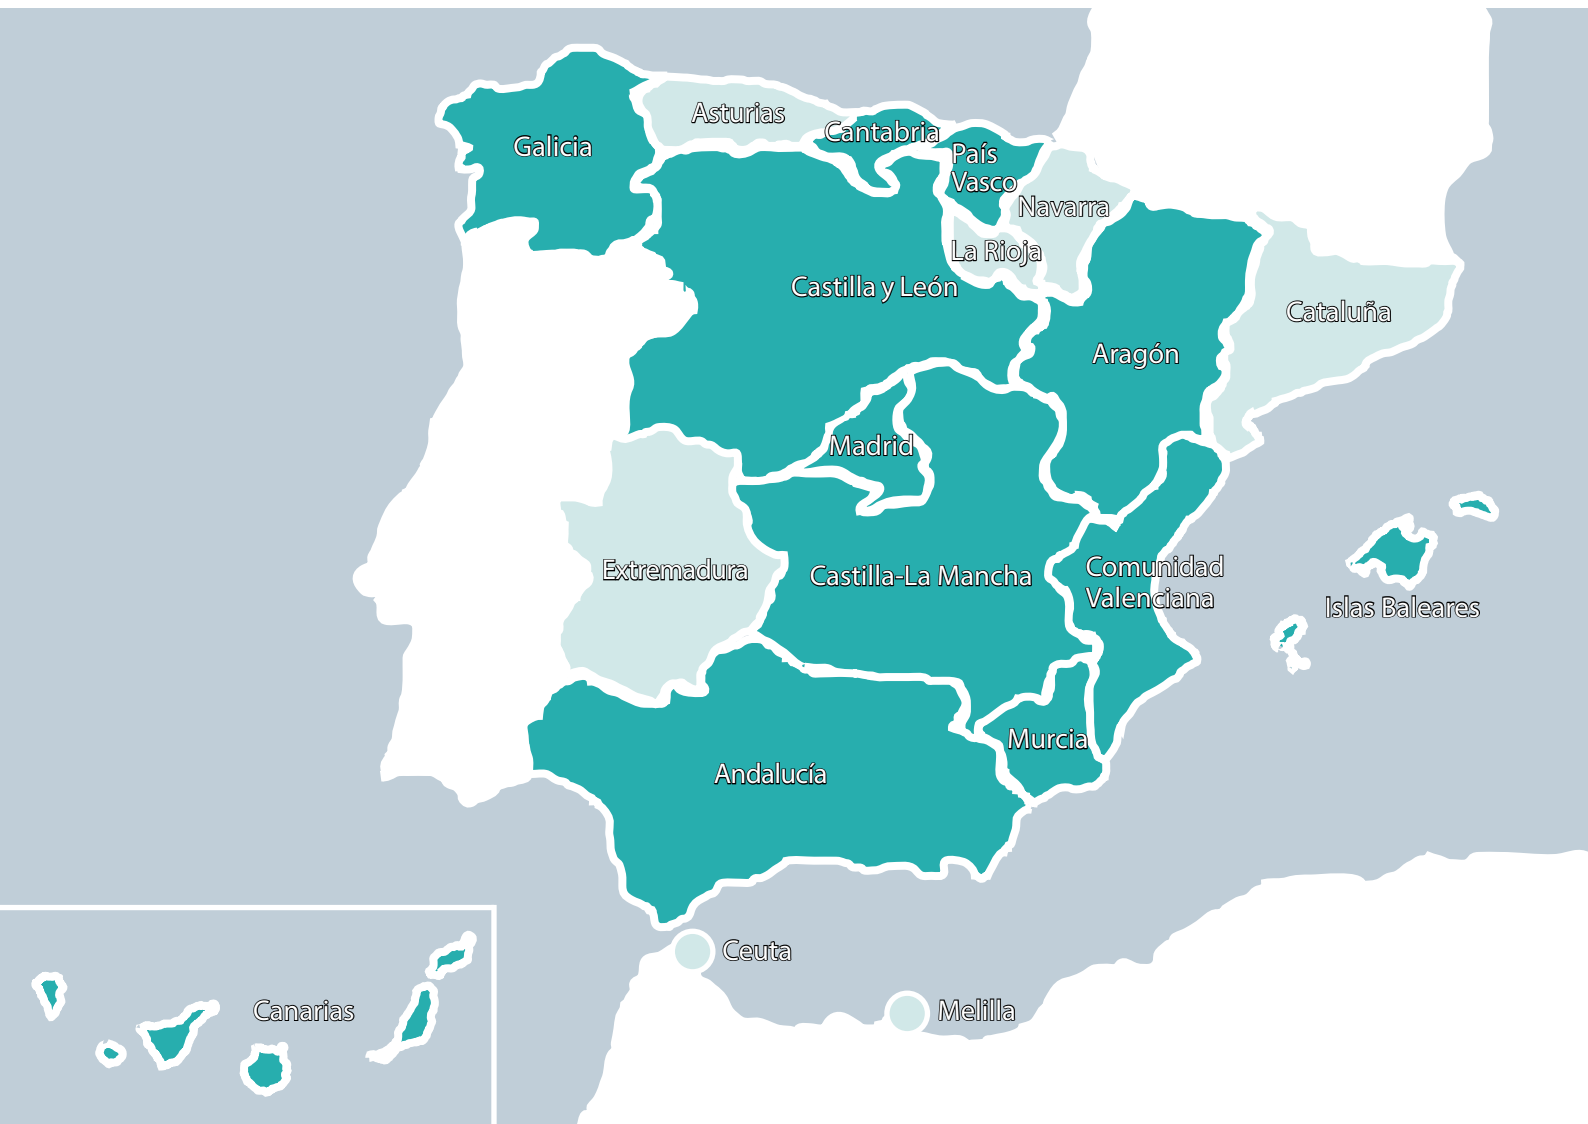 Asturias
Cantabria
Galicia
País
Vasco
Navarra
La Rioja
Castilla y León
Cataluña
Aragón
Madrid
Extremadura
Castilla-La Mancha
Comunidad
Valenciana
Islas Baleares
Murcia
Andalucía
Ceuta
Canarias
Melilla